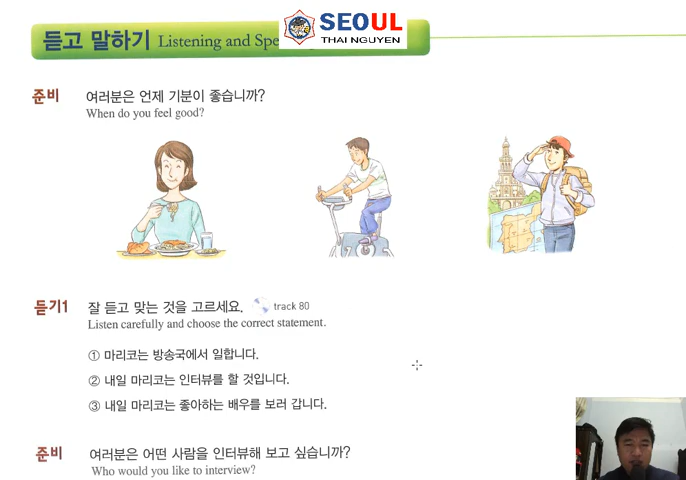 SEOUL
THAI NGUYEN
듣고 말하기 Listening and
준비 여러분은 언제 기분이 좋습니까?
When do you feel good?
듣기1 잘 듣고 맞는 것을 고르세요. track 80
Listen carefully and choose the correct statement.
① 마리코는 방송국에서 일합니다.
② 내일 마리코는 인터뷰를 할 것입니다.
③ 내일 마리코는 좋아하는 배우를 보러 갑니다.
준비 여러분은 어떤 사람을 인터뷰해 보고 싶습니까?
Who would you like to interview?